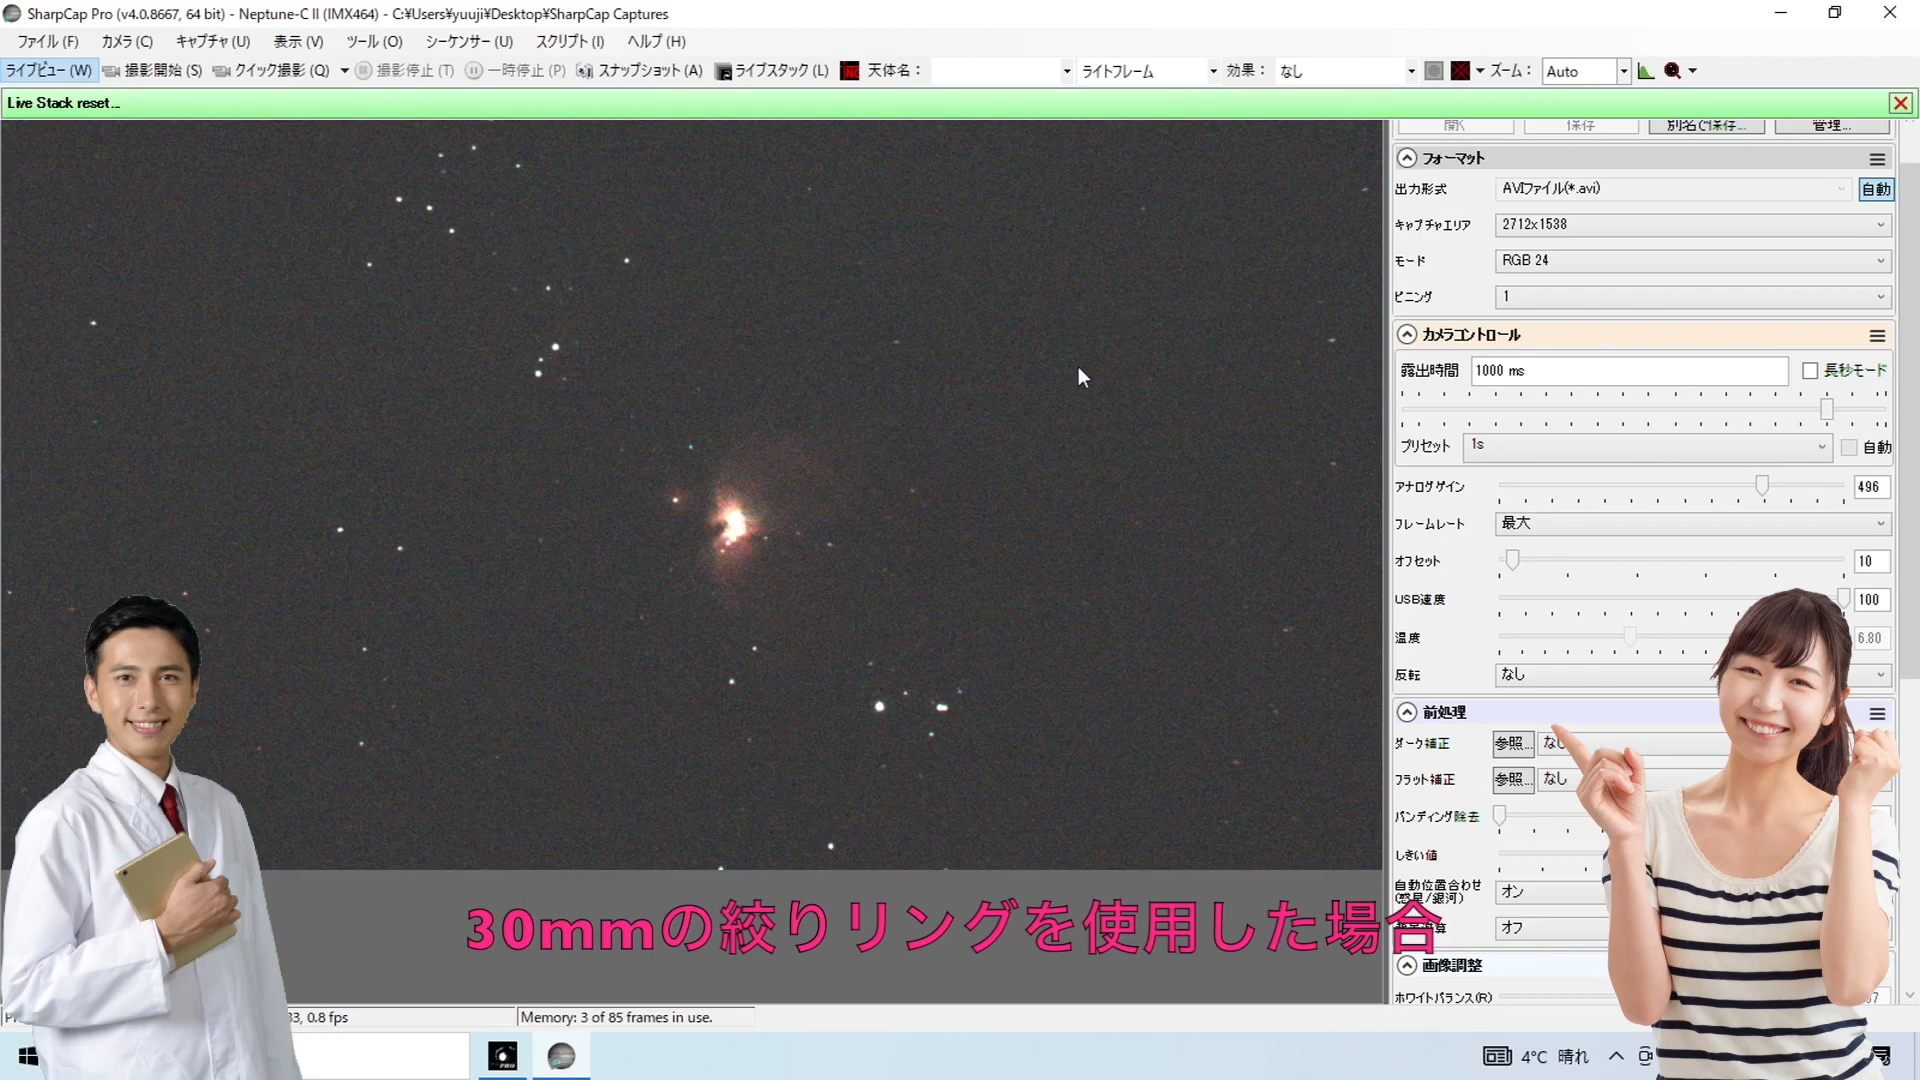 SharpCap Pro (v4.0.8667, 64 bit) - Neptune-C II (IMX464) - C:¥Users¥yuuji¥Desktop¥SharpCap Captures
ファイル (F) カメラ (C) キャプチャ (U) 表示 (V) ツール (O) シーケンサー (U) スクリプト (I) ヘルプ (H)
ライブビュー (W) 撮影開始 (S) クイック撮影 (Q) 撮影停止 (T) 一時停止 (P) スナップショット (A) ライブスタック (L) 天体名： ライトフレーム 効果： なし ズーム： Auto
Live Stack reset...
開く 保存 別名で保存... 管理...
フォーマット
出力形式 AVIファイル(*.avi) 自動
キャプチャエリア 2712x1538
モード RGB 24
ビニング 1
カメラコントロール
露出時間 1000 ms 長秒モード
プリセット 1s 自動
アナログゲイン 496
フレームレート 最大
オフセット 10
USB速度 100
温度 6.80
反転 なし
前処理
ダーク補正 参照... なし
フラット補正 参照... なし
バンディング除去
しきい値
自動位置合わせ
(惑星/銀河) オン
オフ
30mmの絞りリングを使用した場合
画像調整
ホワイトバランス(R)
33, 0.8 fps Memory: 3 of 85 frames in use.
4°C 晴れ